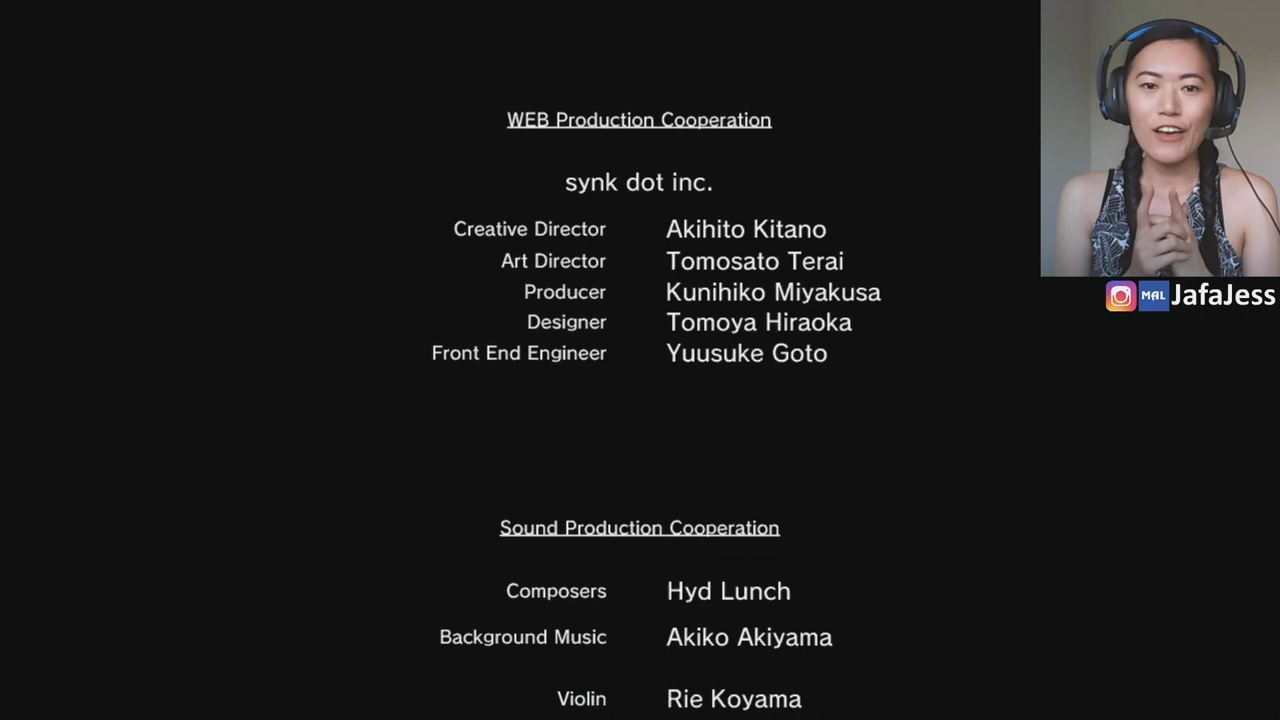 WEB Production Cooperation
synk dot inc.
Creative Director Akihito Kitano
Art Director Tomosato Terai
Producer Kunihiko Miyakusa
Designer Tomoya Hiraoka
Front End Engineer Yuusuke Goto
MAL JafaJess
Sound Production Cooperation
Composers Hyd Lunch
Background Music Akiko Akiyama
Violin Rie Koyama